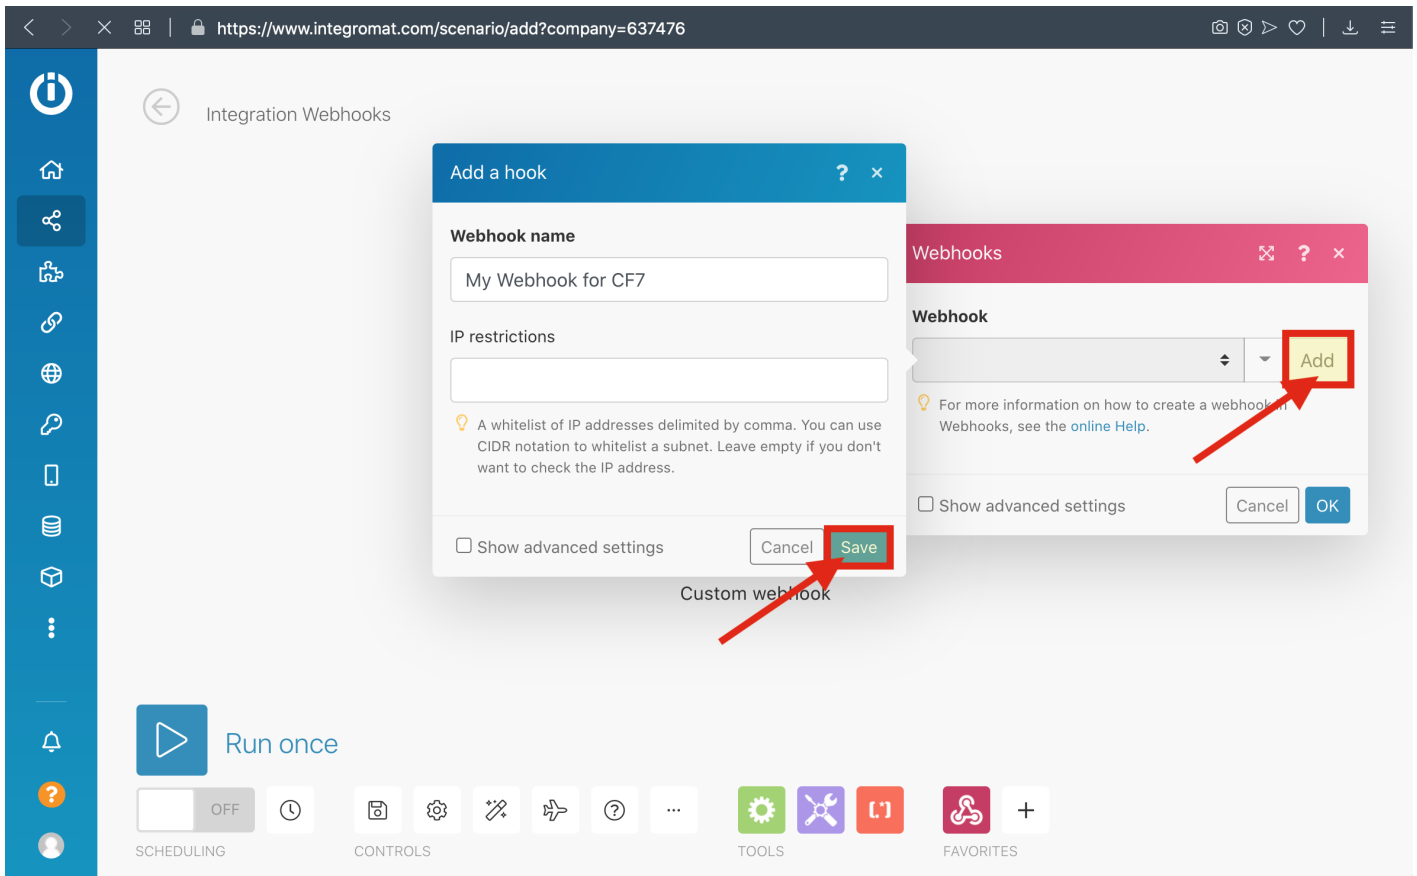 https://www.integromat.com/scenario/add?company=637476
Integration Webhooks
Add a hook
?
×
Webhook name
My Webhook for CF7
IP restrictions
A whitelist of IP addresses delimited by comma. You can use
CIDR notation to whitelist a subnet. Leave empty if you don't
want to check the IP address.
Show advanced settings
Cancel
Save
Webhooks
?
×
Webhook
Add
For more information on how to create a webhook in
Webhooks, see the online Help.
Show advanced settings
Cancel
OK
Custom webhook
Run once
OFF
SCHEDULING
CONTROLS
TOOLS
FAVORITES